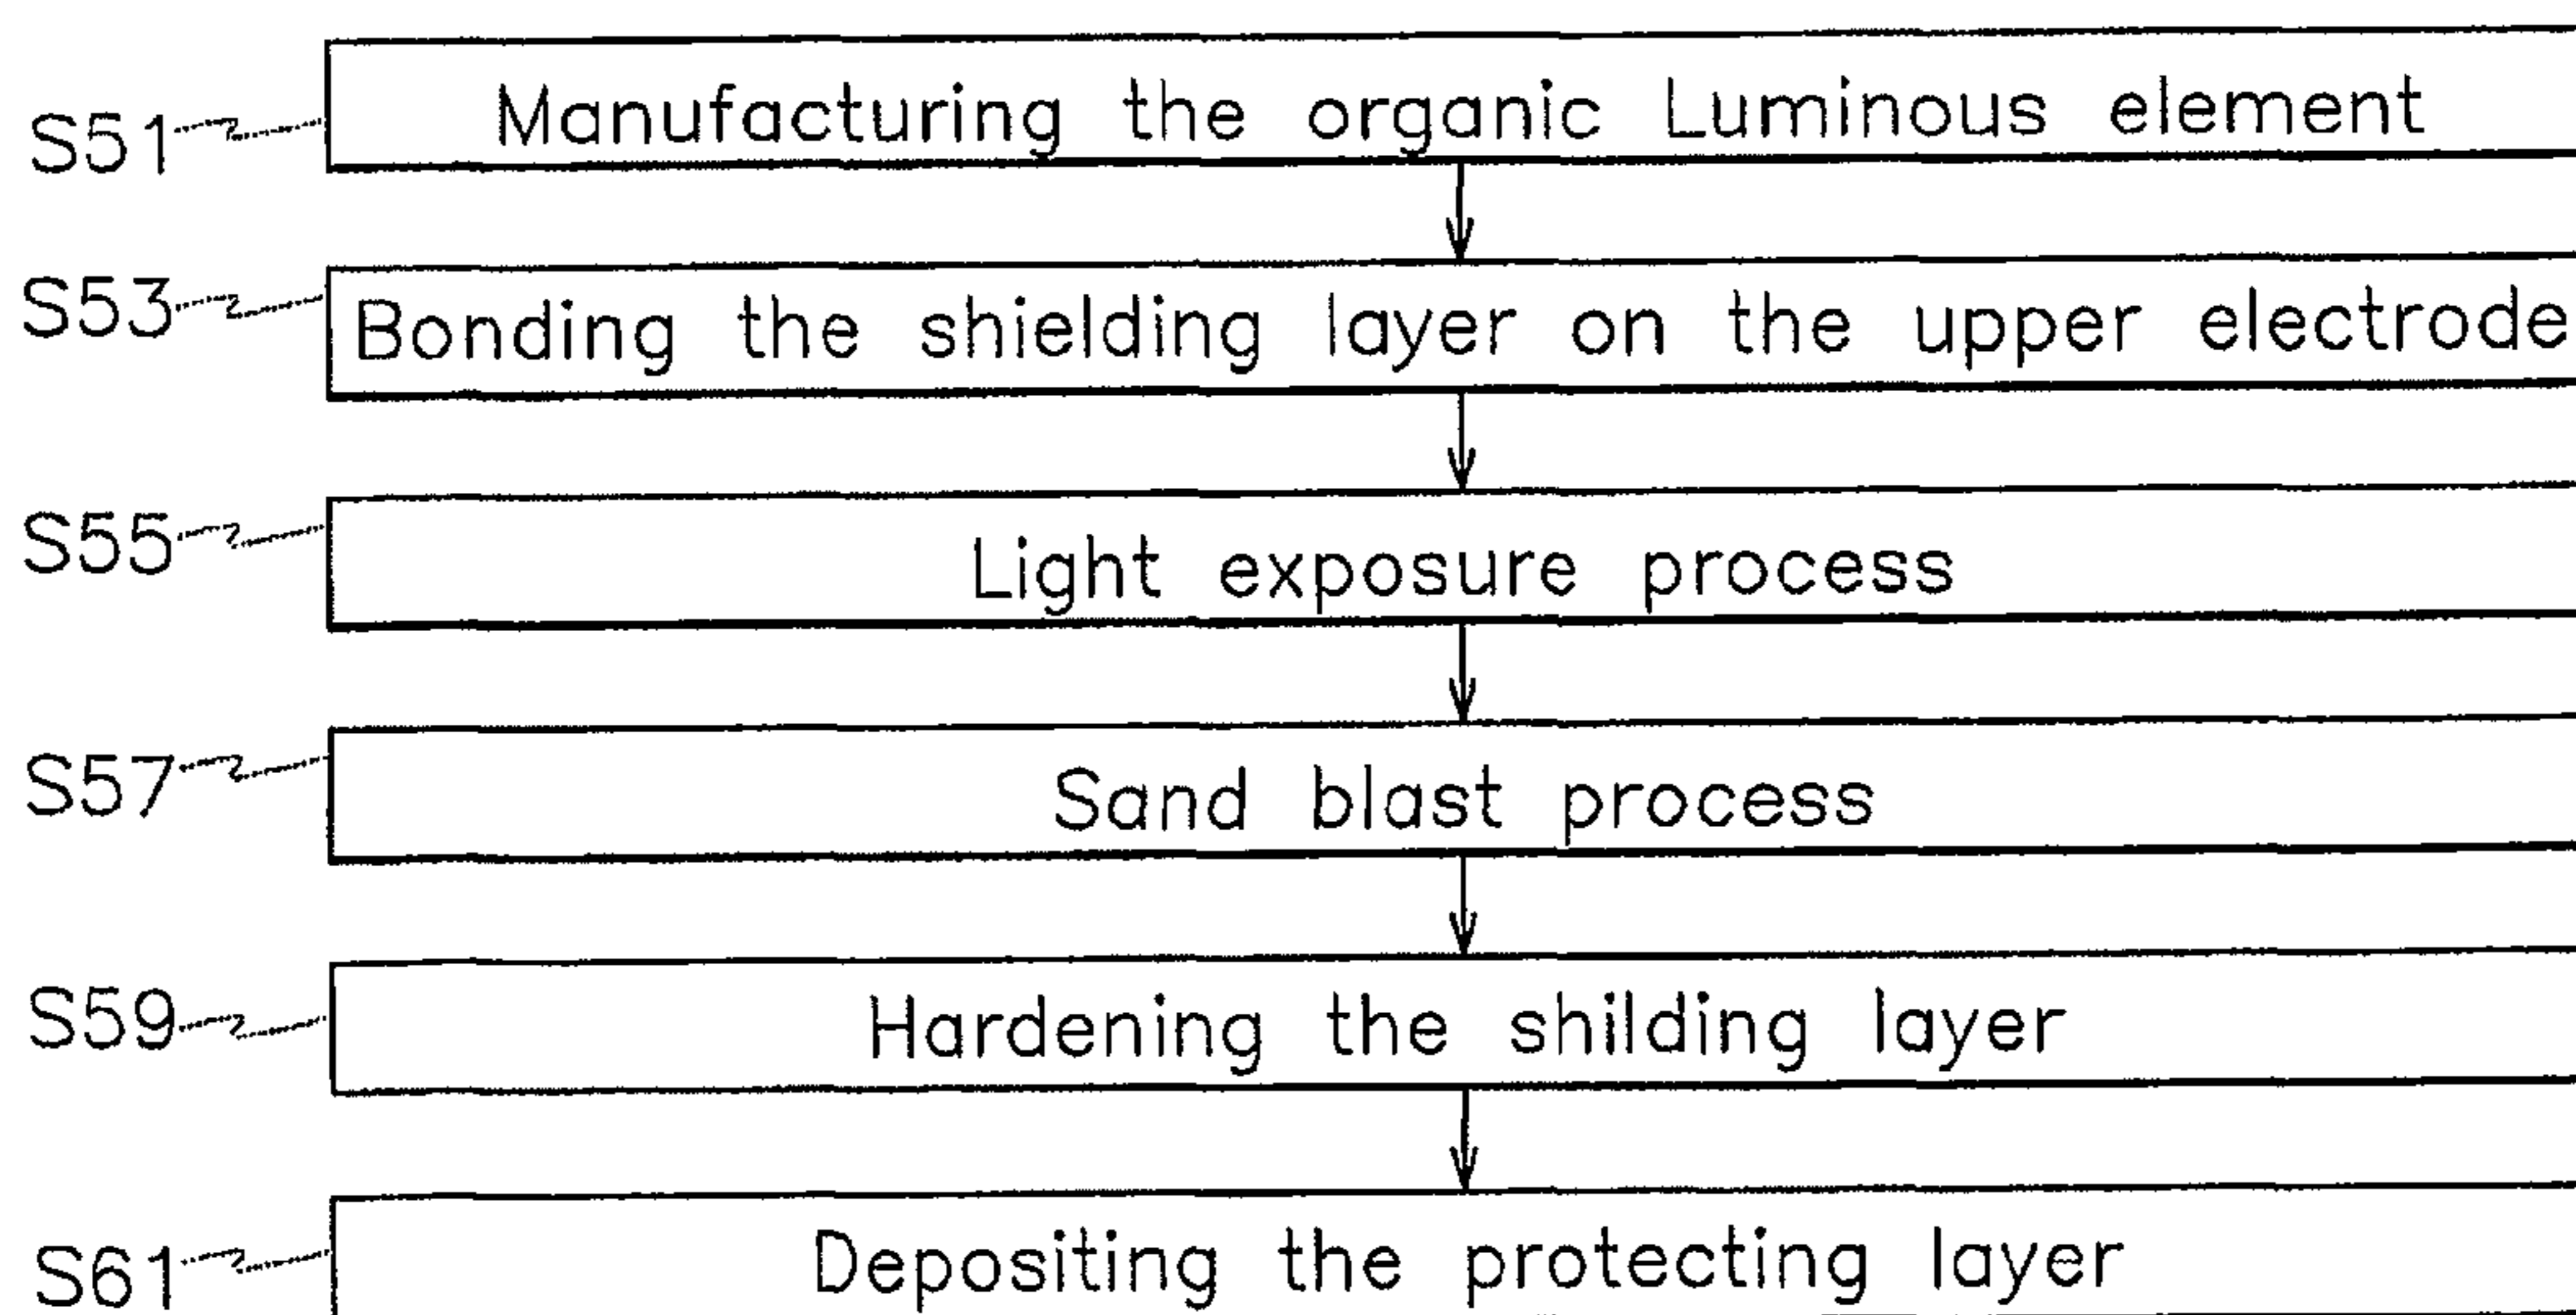 S51 Manufacturing the organic Luminous element
S53 Bonding the shielding layer on the upper electrode
S55 Light exposure process
S57 Sand blast process
S59 Hardening the shilding layer
S61 Depositing the protecting layer